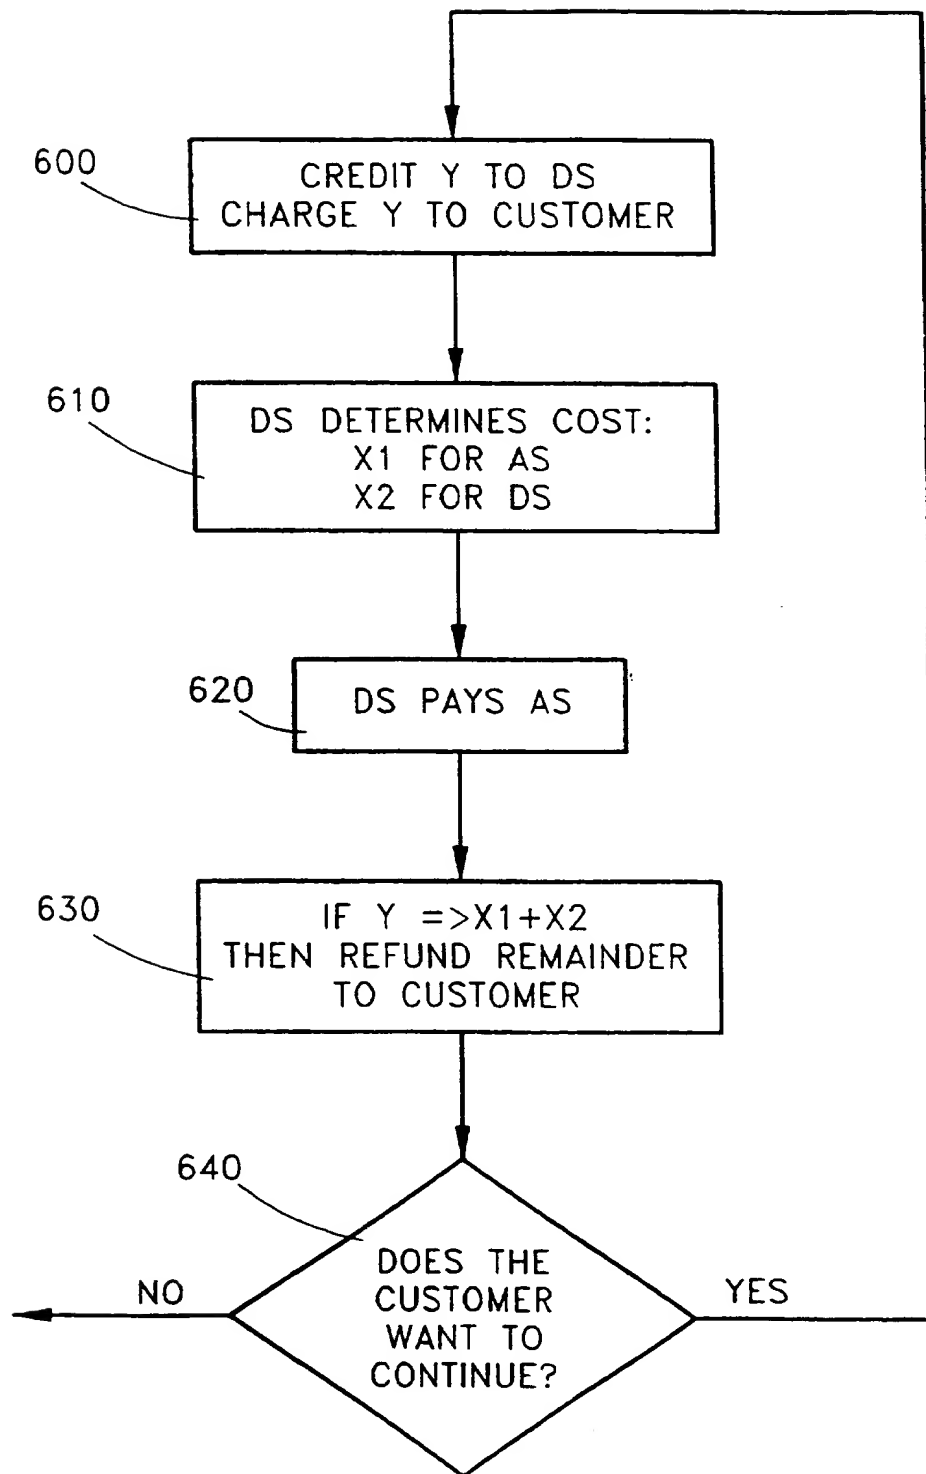 600
CREDIT Y TO DS
CHARGE Y TO CUSTOMER
610
DS DETERMINES COST:
X1 FOR AS
X2 FOR DS
620
DS PAYS AS
630
IF Y =>X1+X2
THEN REFUND REMAINDER
TO CUSTOMER
640
DOES THE
CUSTOMER
WANT TO
CONTINUE?
NO
YES